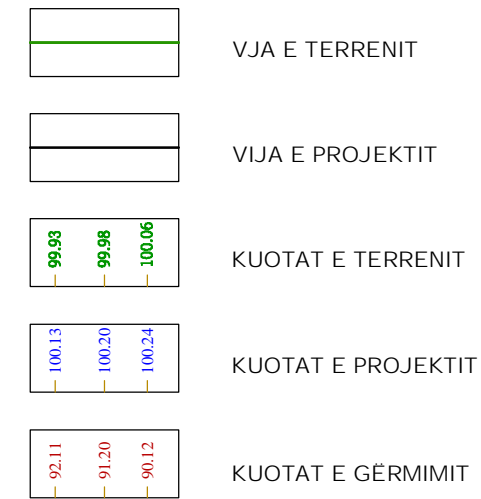 VJA E TERRENIT
VIJA E PROJEKTIT
99.93 99.98 100.06 KUOTAT E TERRENIT
100.13 100.20 100.24 KUOTAT E PROJEKTIT
92.11 91.20 90.12 KUOTAT E GËRMIMIT